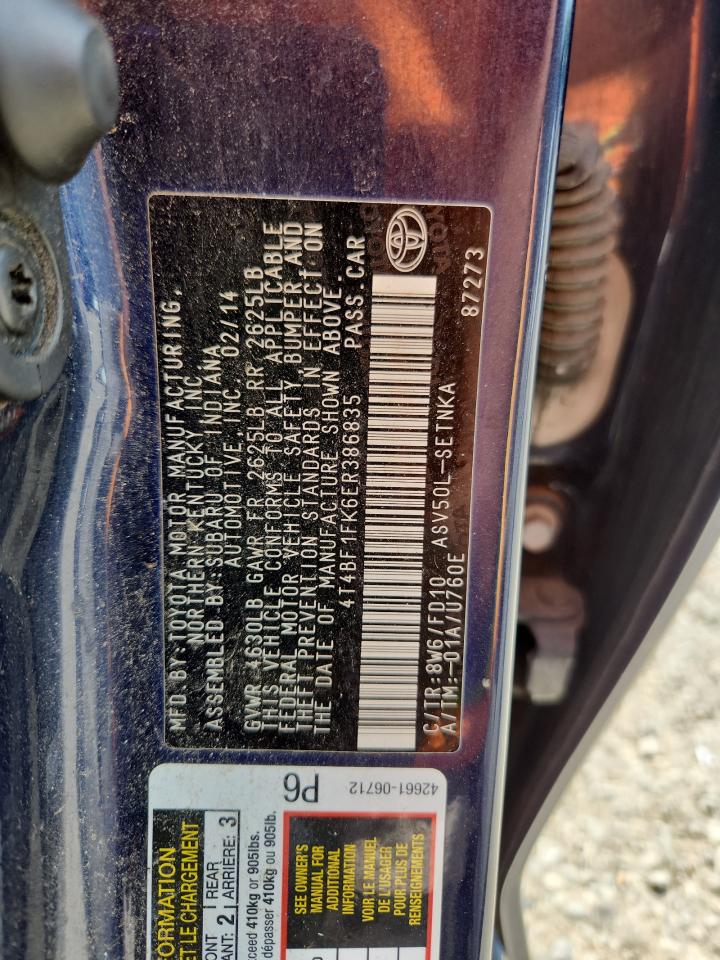 MFD BY:TOYOTA MOTOR MANUFACTURING,
NORTHERN KENTUCKY INC
ASSEMBLED BY:SUBARU OF INDIANA
AUTOMOTIVE, INC. 02/14
GVWR 4630LB GAWR FR 2625LB RR 2625LB
THIS VEHICLE CONFORMS TO ALL APPLICABLE
FEDERAL MOTOR VEHICLE SAFETY, BUMPER AND
THEFT PREVENTION STANDARDS IN EFFECT ON
THE DATE OF MANUFACTURE SHOWN ABOVE.
4T4BF1FK6ER386835 PASS.CAR
C/TR:8W6/FD10 ASV50L-SETNKA
A/TM:-01A/U760E 87273
ORMATION
ET LE CHARGEMENT
ONT 2 REAR 3
ANT: ARRIÈRE:
xceed 410kg or 905lbs.
dépasser 410kg ou 905lb.
P6
42661-06712
SEE OWNER'S
MANUAL FOR
ADDITIONAL
INFORMATION
VOIR LE MANUEL
DE L'USAGER
POUR PLUS DE
RENSEIGNEMENTS